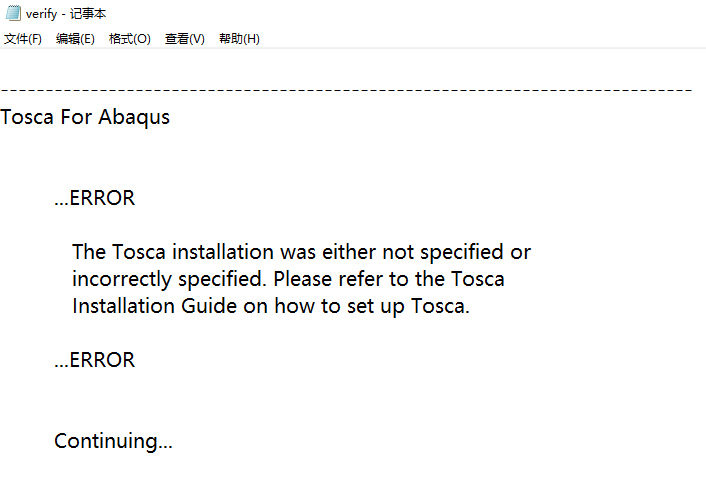 verify - 记事本
文件(F) 编辑(E) 格式(O) 查看(V) 帮助(H)
-----------------------------------------------------------------------------
Tosca For Abaqus
...ERROR
The Tosca installation was either not specified or
incorrectly specified. Please refer to the Tosca
Installation Guide on how to set up Tosca.
...ERROR
Continuing...